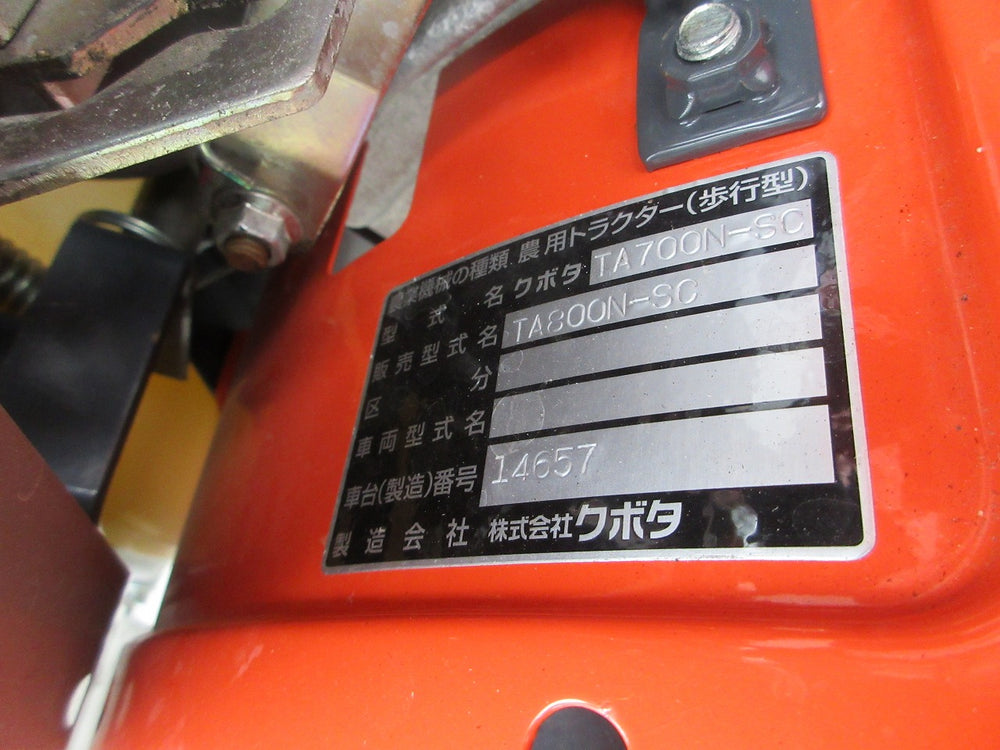 農業機械の種類 農用トラクター(歩行型)
型式名 クボタ TA700N-SC
販売型式名 TA800N-SC
区分
車両型式名
車台(製造)番号 14657
製造会社 株式会社クボタ